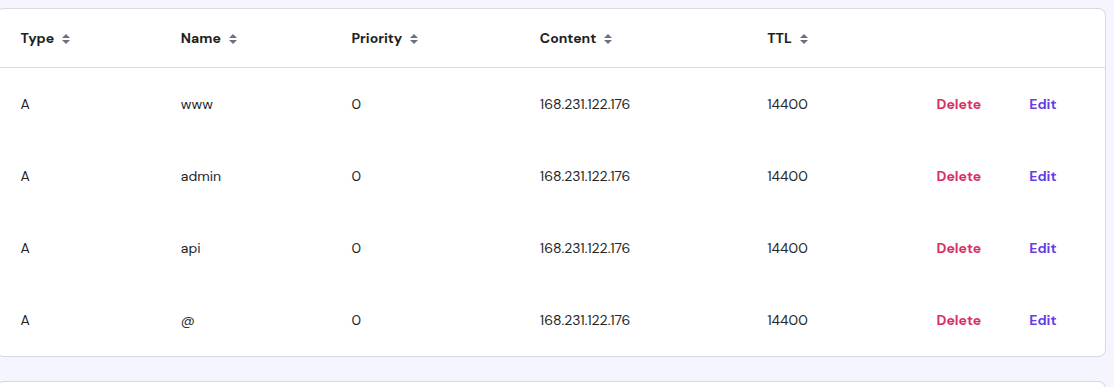 Type Name Priority Content TTL
A www 0 168.231.122.176 14400 Delete Edit
A admin 0 168.231.122.176 14400 Delete Edit
A api 0 168.231.122.176 14400 Delete Edit
A @ 0 168.231.122.176 14400 Delete Edit